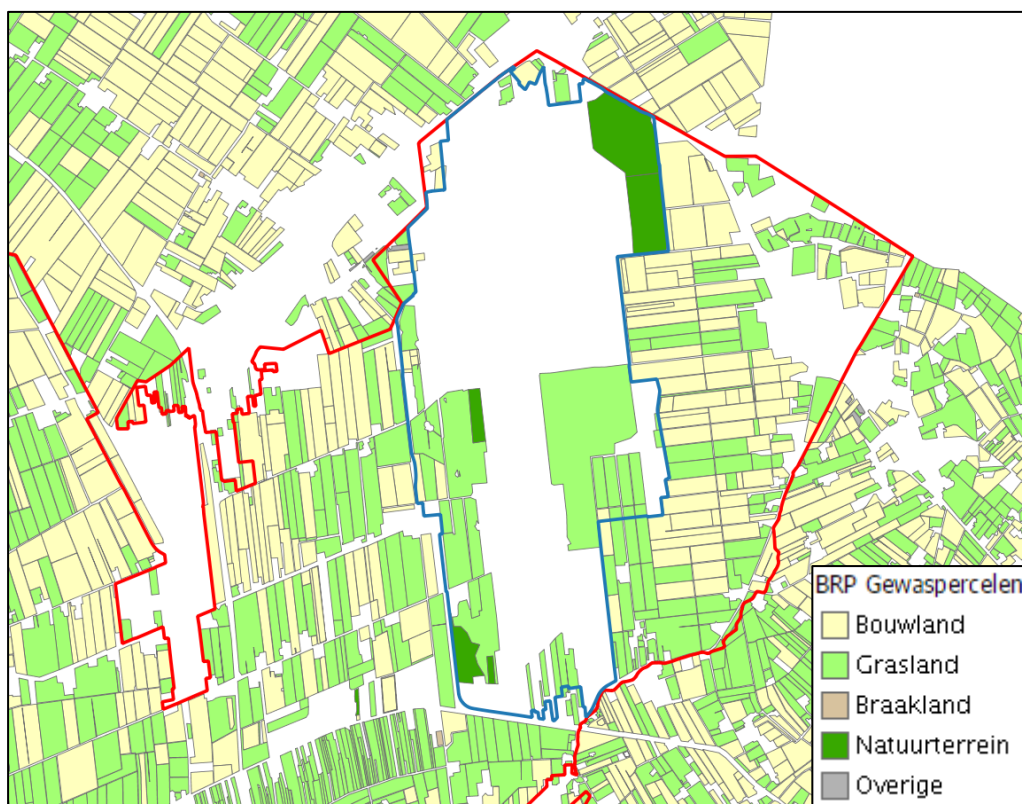 BRP Gewaspercelen
Bouwland
Grasland
Braakland
Natuurterrein
Overige